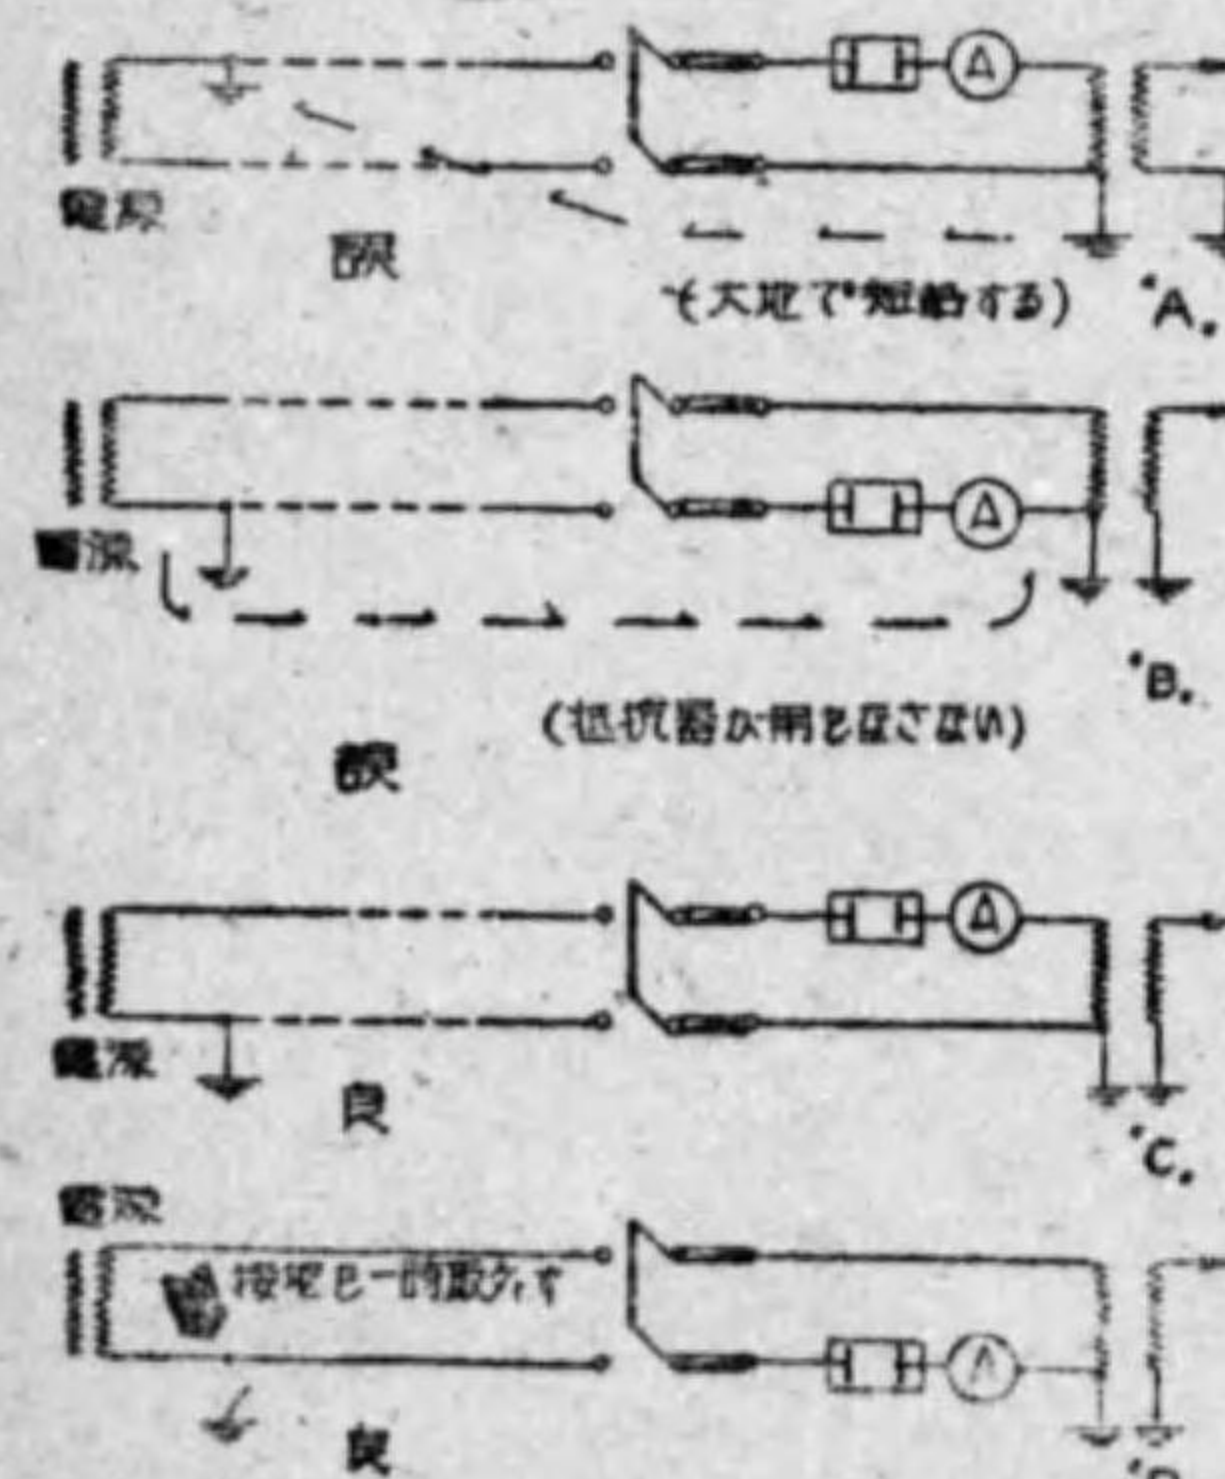 電源
誤
(大地で短絡する)
A.
電源
B.
(抵抗器が用をなさない)
誤
電源
良
C.
電源
接地を一時取外す
良